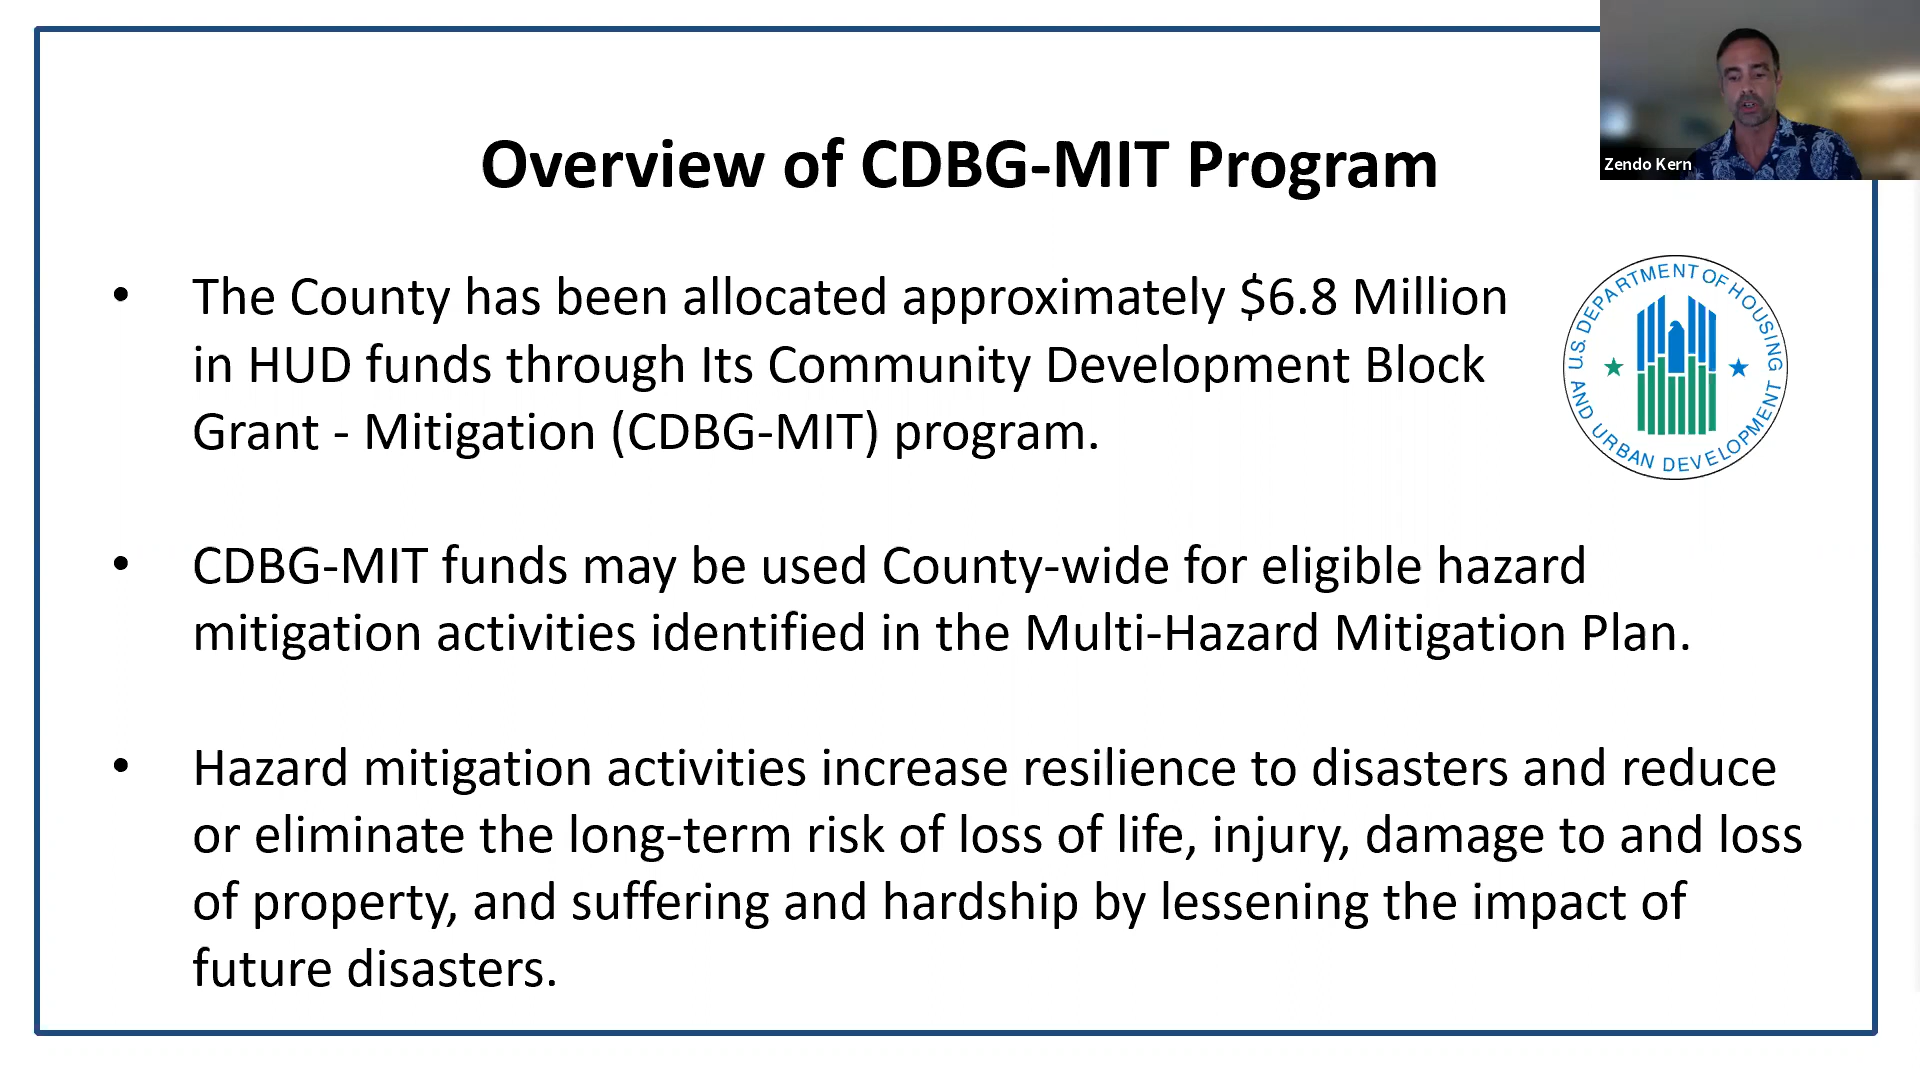 Overview of CDBG-MIT Program
Zendo Kern
• The County has been allocated approximately $6.8 Million
in HUD funds through Its Community Development Block
Grant - Mitigation (CDBG-MIT) program.
U.S. DEPARTMENT OF HOUSING
AND URBAN DEVELOPMENT
• CDBG-MIT funds may be used County-wide for eligible hazard
mitigation activities identified in the Multi-Hazard Mitigation Plan.
• Hazard mitigation activities increase resilience to disasters and reduce
or eliminate the long-term risk of loss of life, injury, damage to and loss
of property, and suffering and hardship by lessening the impact of
future disasters.